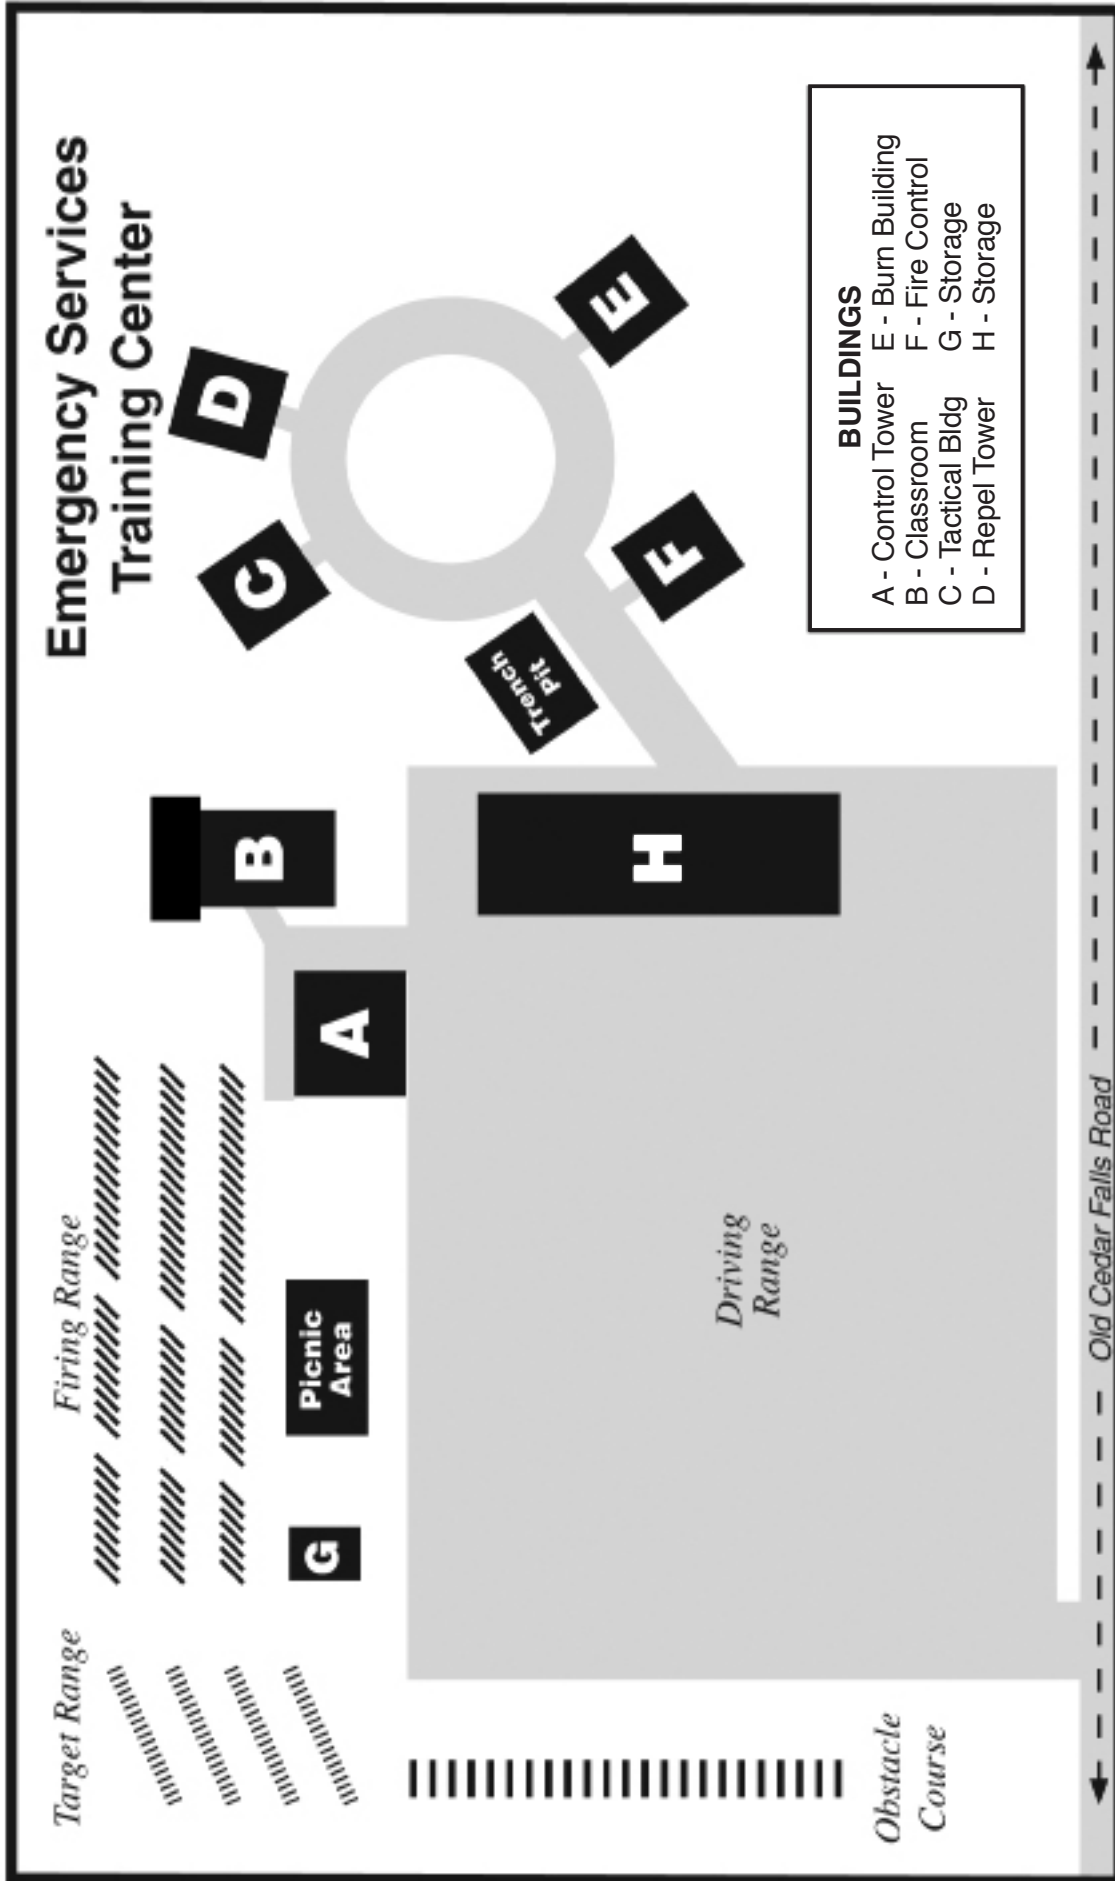 Emergency Services
Training Center
Target Range
Firing Range
G
Picnic
Area
A
B
C
D
E
F
Trench
Pit
H
Driving
Range
Obstacle
Course
BUILDINGS
A - Control Tower E - Burn Building
B - Classroom F - Fire Control
C - Tactical Bldg G - Storage
D - Repel Tower H - Storage
Old Cedar Falls Road